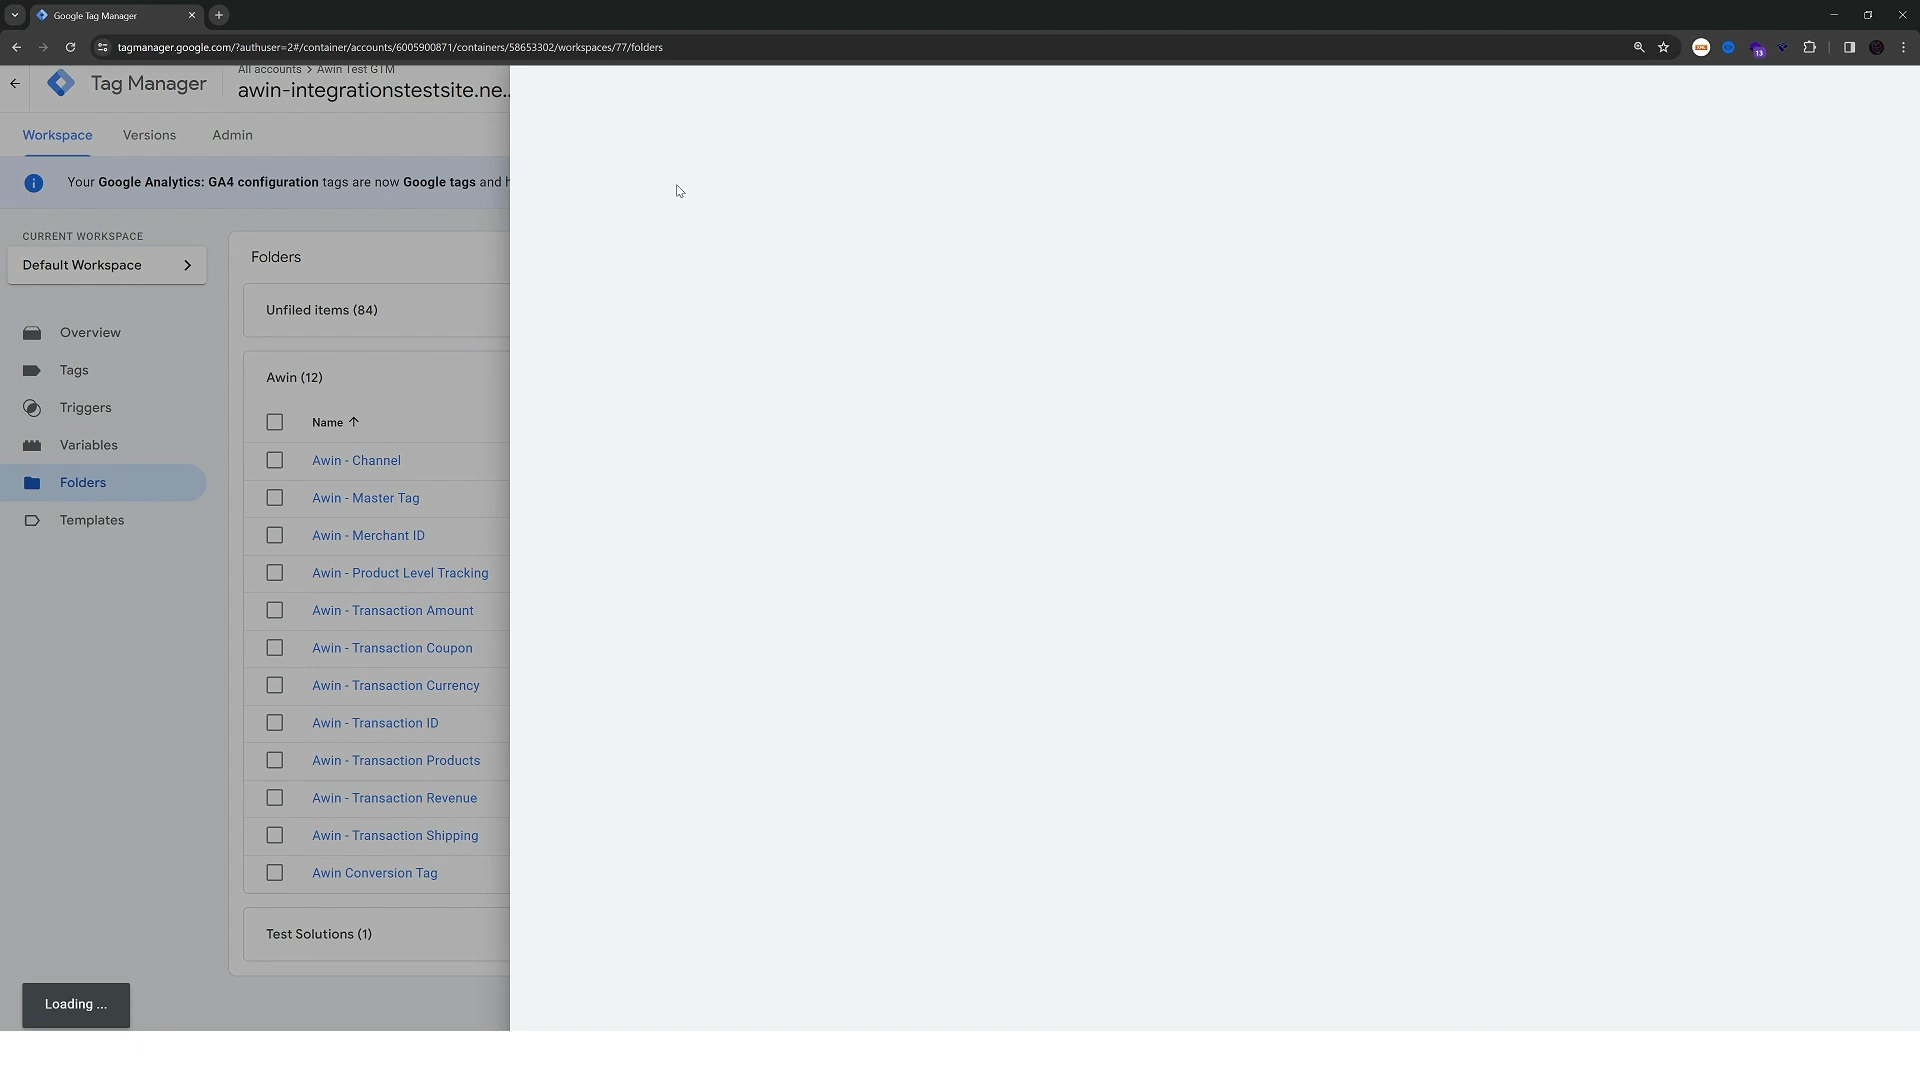 Google Tag Manager
tagmanager.google.com/?authuser=2#/container/accounts/6005900871/containers/58653302/workspaces/77/folders
13
All accounts > Awin Test GTM
Tag Manager
awin-integrationstestsite.ne...
Workspace
Versions
Admin
Your Google Analytics: GA4 configuration tags are now Google tags and h
CURRENT WORKSPACE
Default Workspace
Overview
Tags
Triggers
Variables
Folders
Templates
Folders
Unfiled items (84)
Awin (12)
Name
Awin - Channel
Awin - Master Tag
Awin - Merchant ID
Awin - Product Level Tracking
Awin - Transaction Amount
Awin - Transaction Coupon
Awin - Transaction Currency
Awin - Transaction ID
Awin - Transaction Products
Awin - Transaction Revenue
Awin - Transaction Shipping
Awin Conversion Tag
Test Solutions (1)
Loading ...